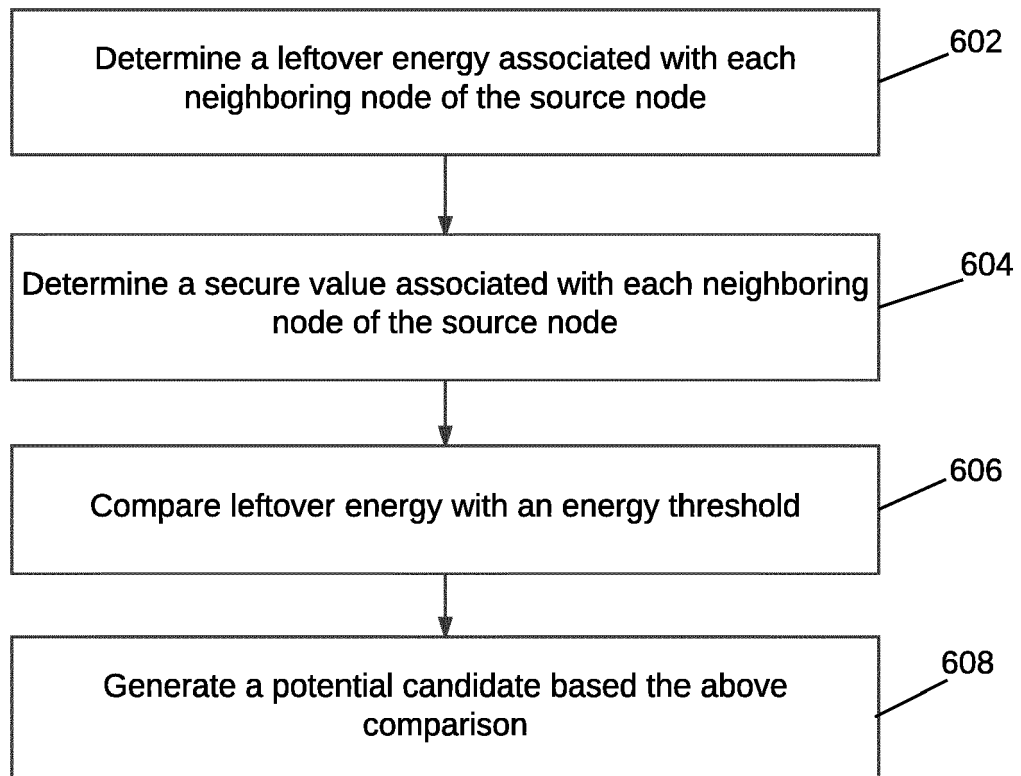 Determine a leftover energy associated with each
neighboring node of the source node
602
Determine a secure value associated with each neighboring
node of the source node
604
Compare leftover energy with an energy threshold
606
Generate a potential candidate based the above
comparison
608